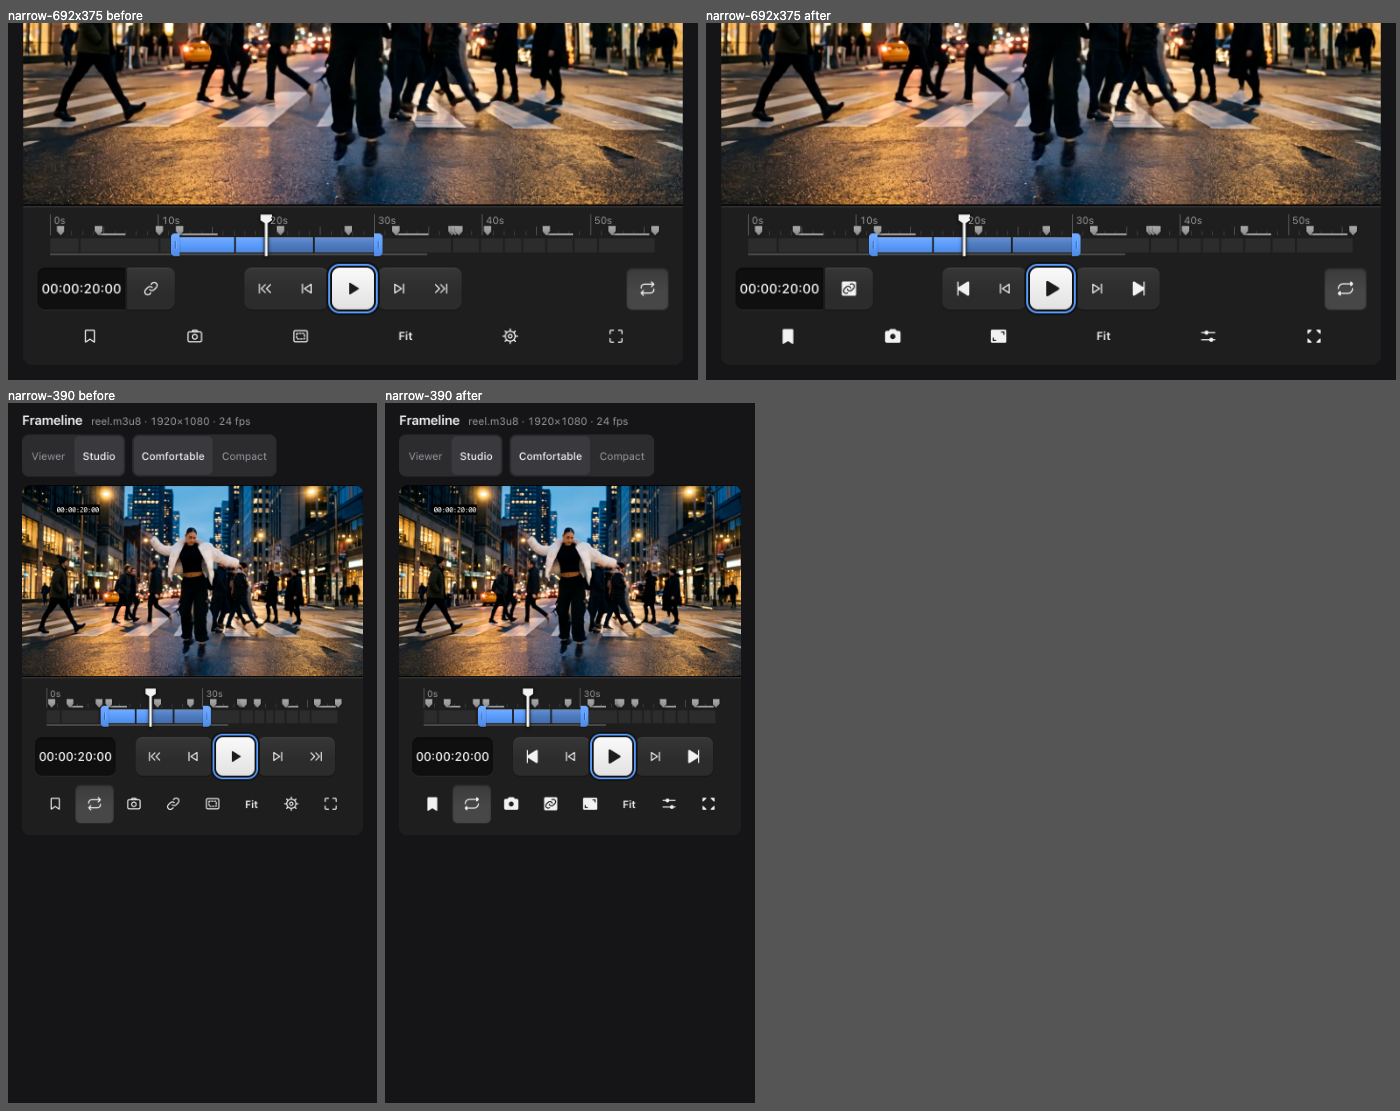 narrow-692x375 before
0s 10s 20s 30s 40s 50s
00:00:20:00
Fit
narrow-692x375 after
0s 10s 20s 30s 40s 50s
00:00:20:00
Fit
narrow-390 before
Frameline reel.m3u8 · 1920×1080 · 24 fps
Viewer Studio Comfortable Compact
00:00:20:00
0s 30s
00:00:20:00
Fit
narrow-390 after
Frameline reel.m3u8 · 1920×1080 · 24 fps
Viewer Studio Comfortable Compact
00:00:20:00
0s 30s
00:00:20:00
Fit